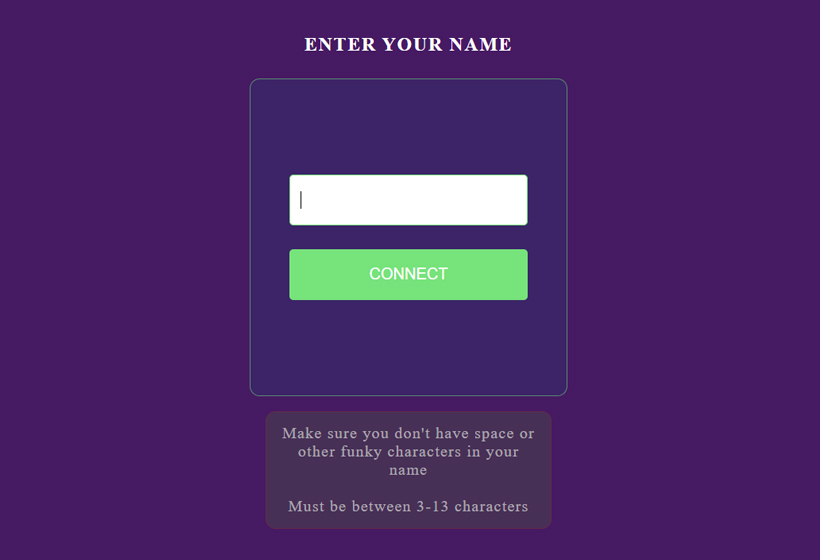 ENTER YOUR NAME
CONNECT
Make sure you don't have space or
other funky characters in your
name
Must be between 3-13 characters